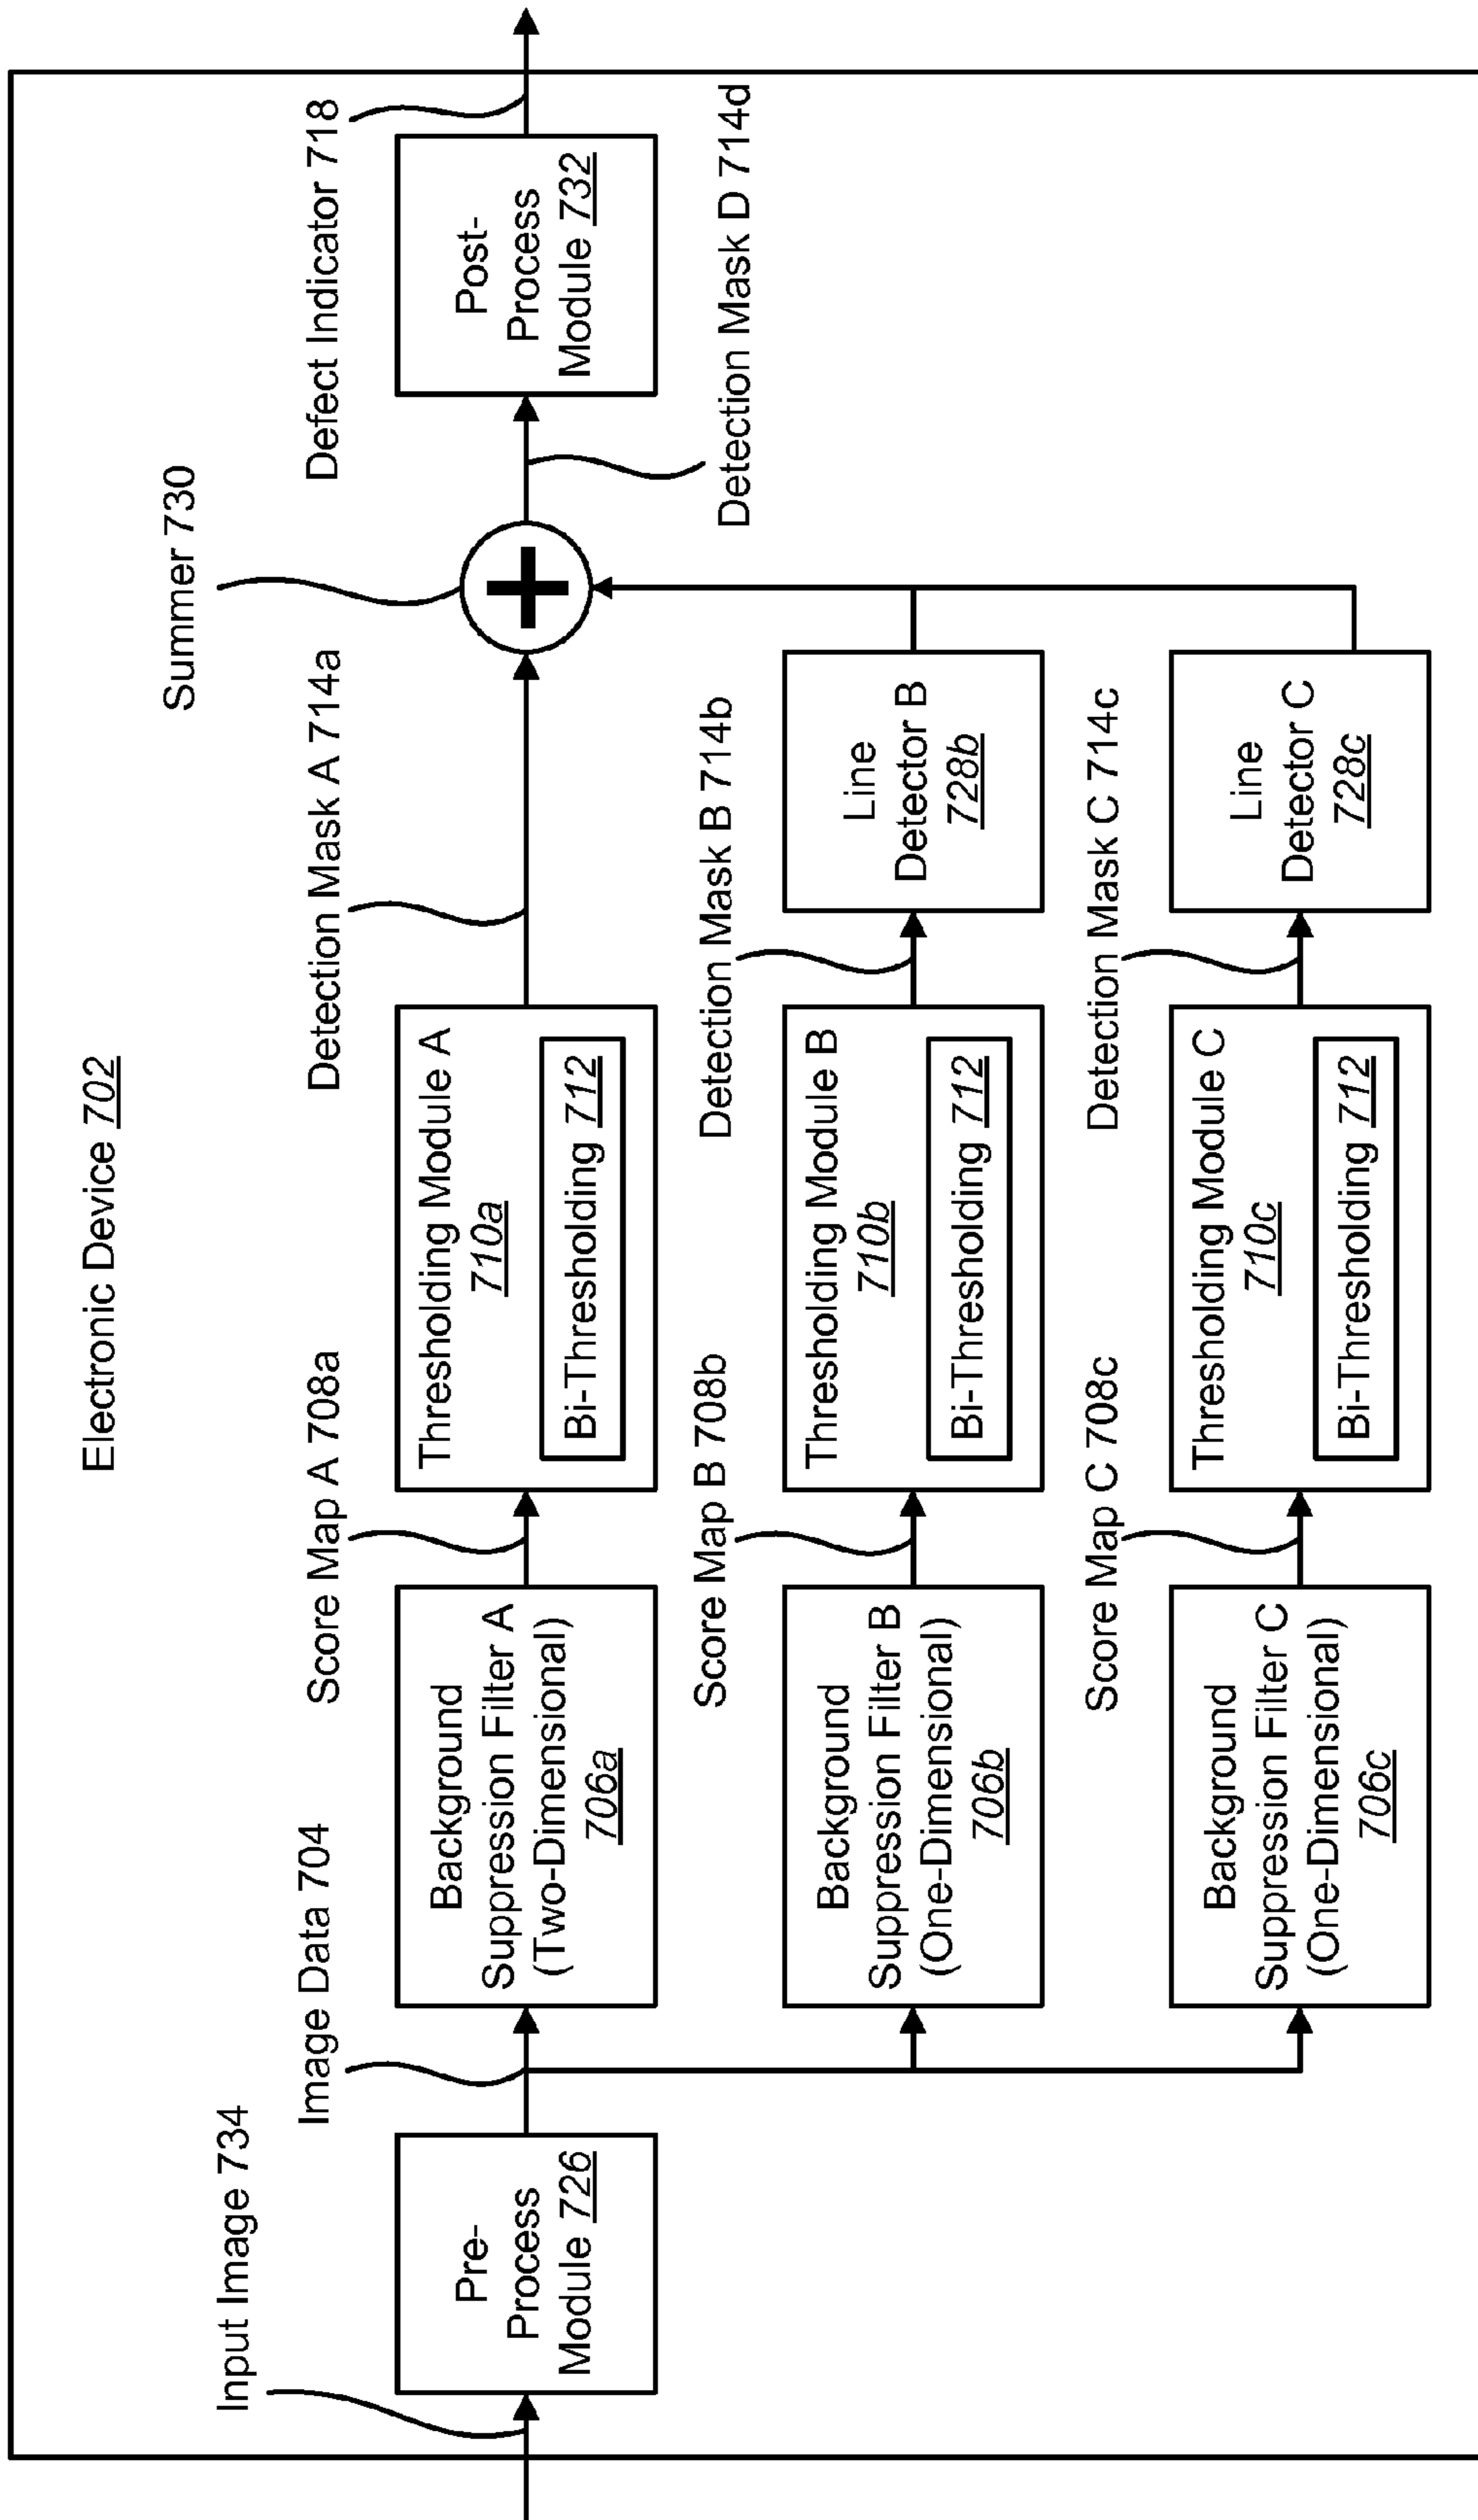 Electronic Device 702
Summer 730
Input Image 734
Image Data 704
Score Map A 708a
Detection Mask A 714a
Defect Indicator 718
Pre-
Process
Module 726
Background
Suppression Filter A
(Two-Dimensional)
706a
Thresholding Module A
710a
Bi-Thresholding 712
Post-
Process
Module 732
Detection Mask D 714d
Score Map B 708b
Detection Mask B 714b
Background
Suppression Filter B
(One-Dimensional)
706b
Thresholding Module B
710b
Bi-Thresholding 712
Line
Detector B
728b
Score Map C 708c
Detection Mask C 714c
Background
Suppression Filter C
(One-Dimensional)
706c
Thresholding Module C
710c
Bi-Thresholding 712
Line
Detector C
728c